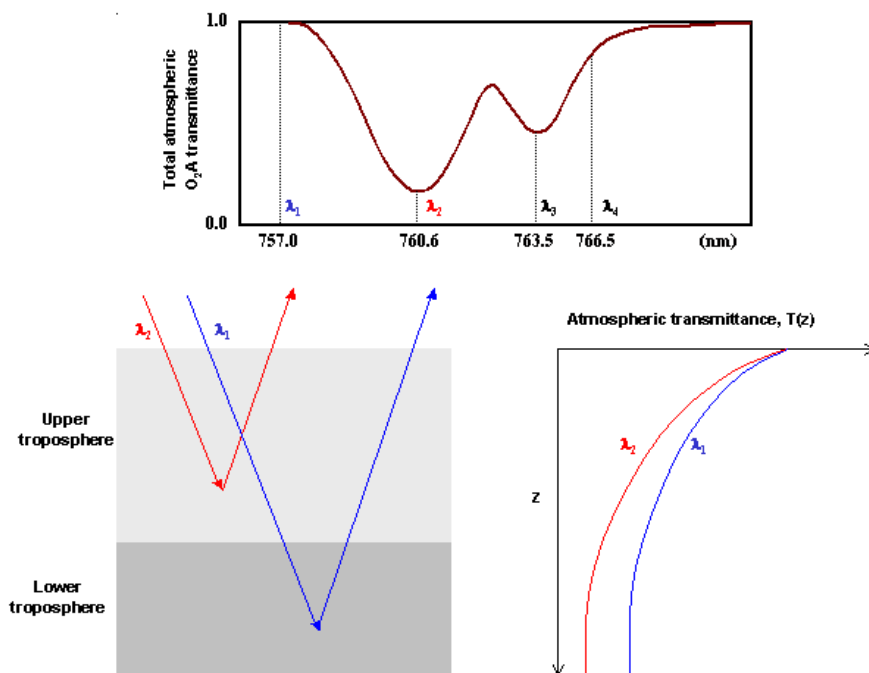 Total atmospheric
O₂A transmittance
1.0
0.0
λ₁
λ₂
λ₃
λ₄
757.0
760.6
763.5
766.5
(nm)
λ₂
λ₁
Upper
troposphere
Lower
troposphere
Atmospheric transmittance, T(z)
λ₂
λ₁
z